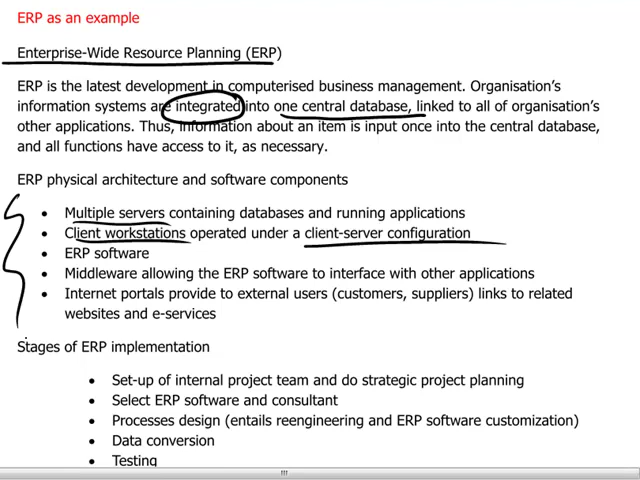 ERP as an example
Enterprise-Wide Resource Planning (ERP)
ERP is the latest development in computerised business management. Organisation's
information systems are integrated into one central database, linked to all of organisation's
other applications. Thus, information about an item is input once into the central database,
and all functions have access to it, as necessary.
ERP physical architecture and software components
• Multiple servers containing databases and running applications
• Client workstations operated under a client-server configuration
• ERP software
• Middleware allowing the ERP software to interface with other applications
• Internet portals provide to external users (customers, suppliers) links to related
websites and e-services
Stages of ERP implementation
• Set-up of internal project team and do strategic project planning
• Select ERP software and consultant
• Processes design (entails reengineering and ERP software customization)
• Data conversion
• Testing